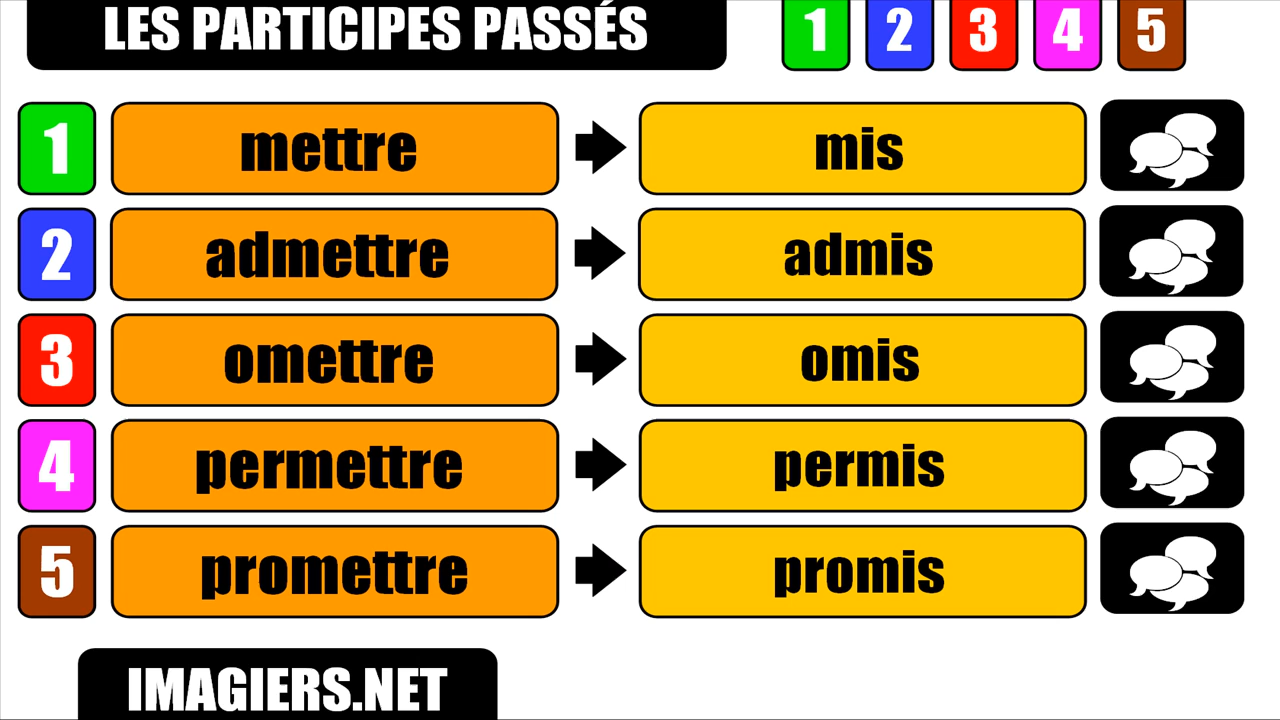 LES PARTICIPES PASSÉS 1 2 3 4 5
1 mettre mis
2 admettre admis
3 omettre omis
4 permettre permis
5 promettre promis
IMAGIERS.NET